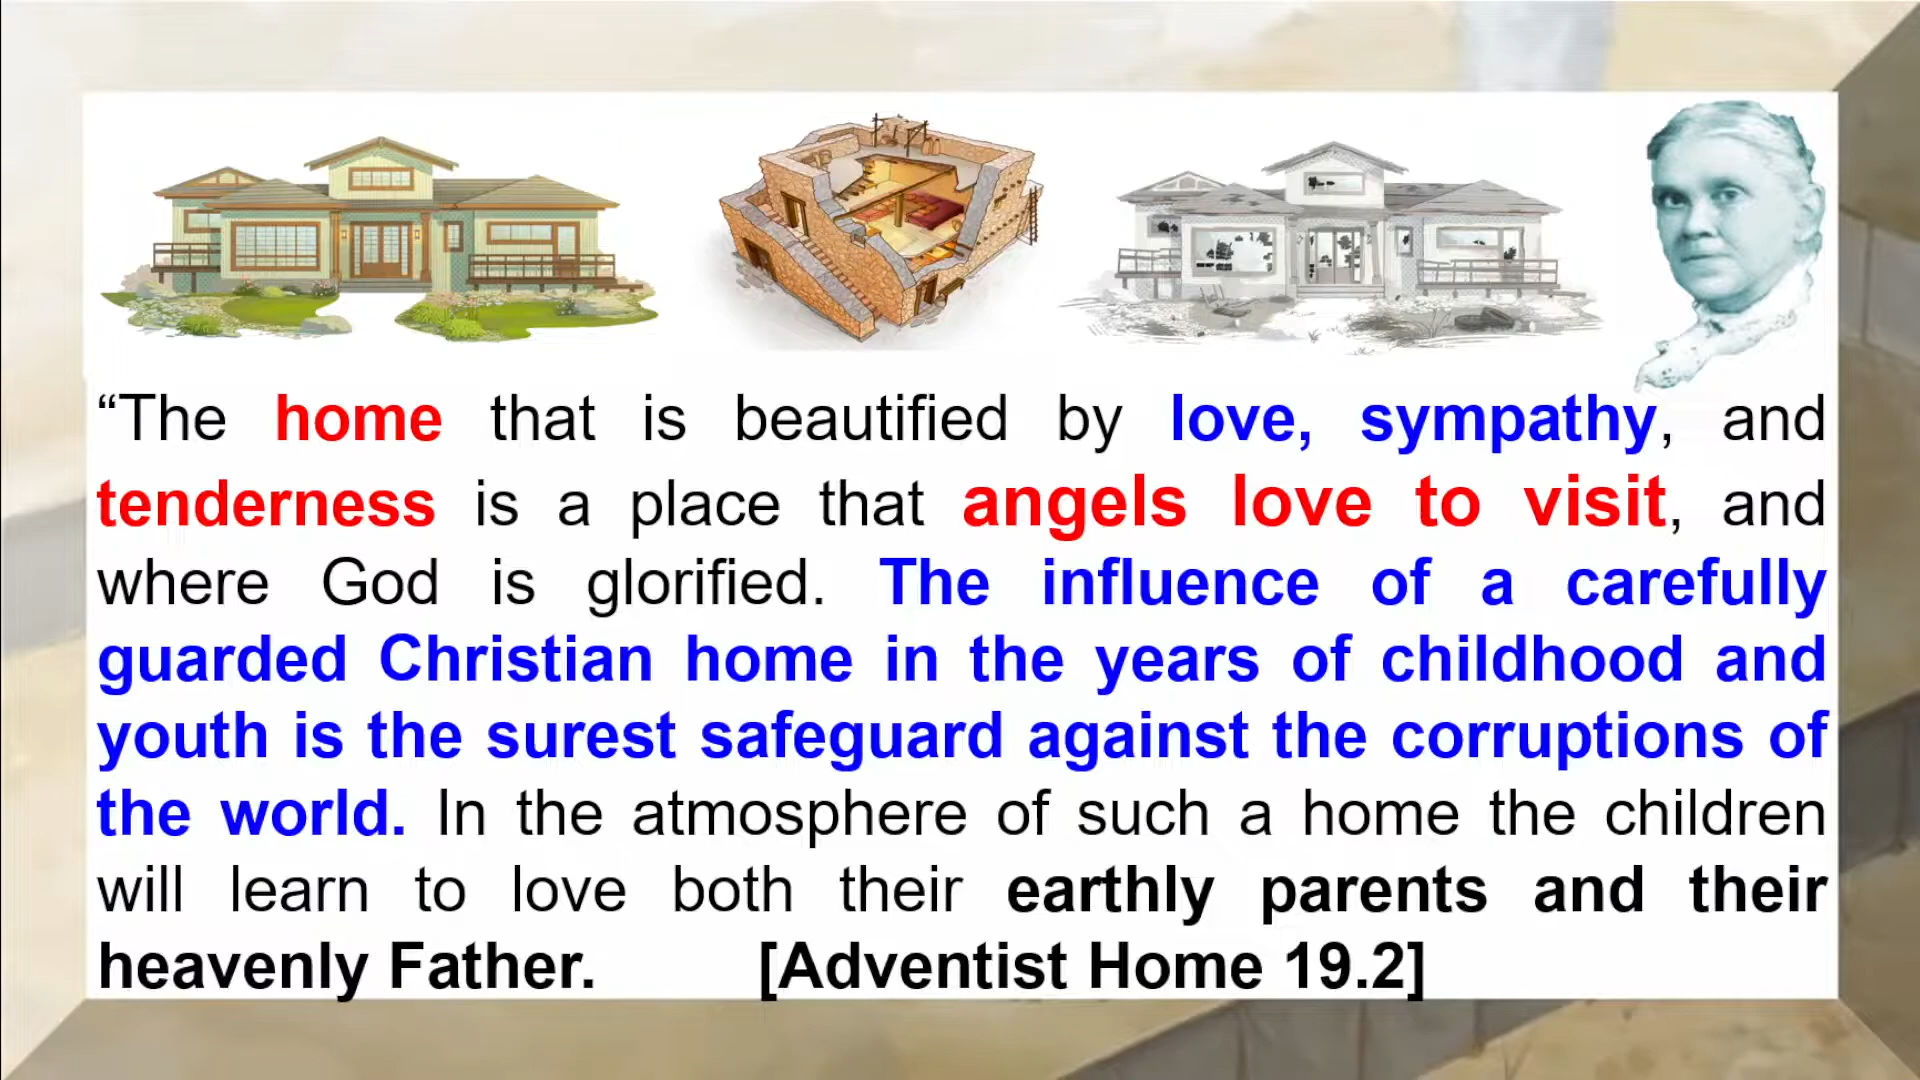 “The home that is beautified by love, sympathy, and
tenderness is a place that angels love to visit, and
where God is glorified. The influence of a carefully
guarded Christian home in the years of childhood and
youth is the surest safeguard against the corruptions of
the world. In the atmosphere of such a home the children
will learn to love both their earthly parents and their
heavenly Father. [Adventist Home 19.2]